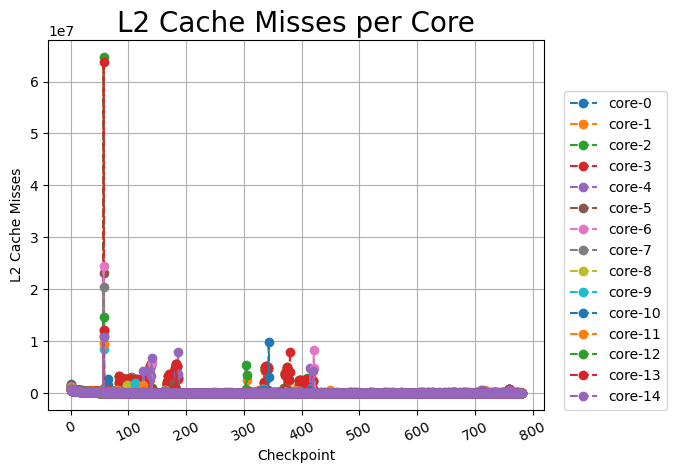 L2 Cache Misses per Core
1e7
6
5
4
3
2
1
0
L2 Cache Misses
0
100
200
300
400
500
600
700
800
Checkpoint
core-0
core-1
core-2
core-3
core-4
core-5
core-6
core-7
core-8
core-9
core-10
core-11
core-12
core-13
core-14